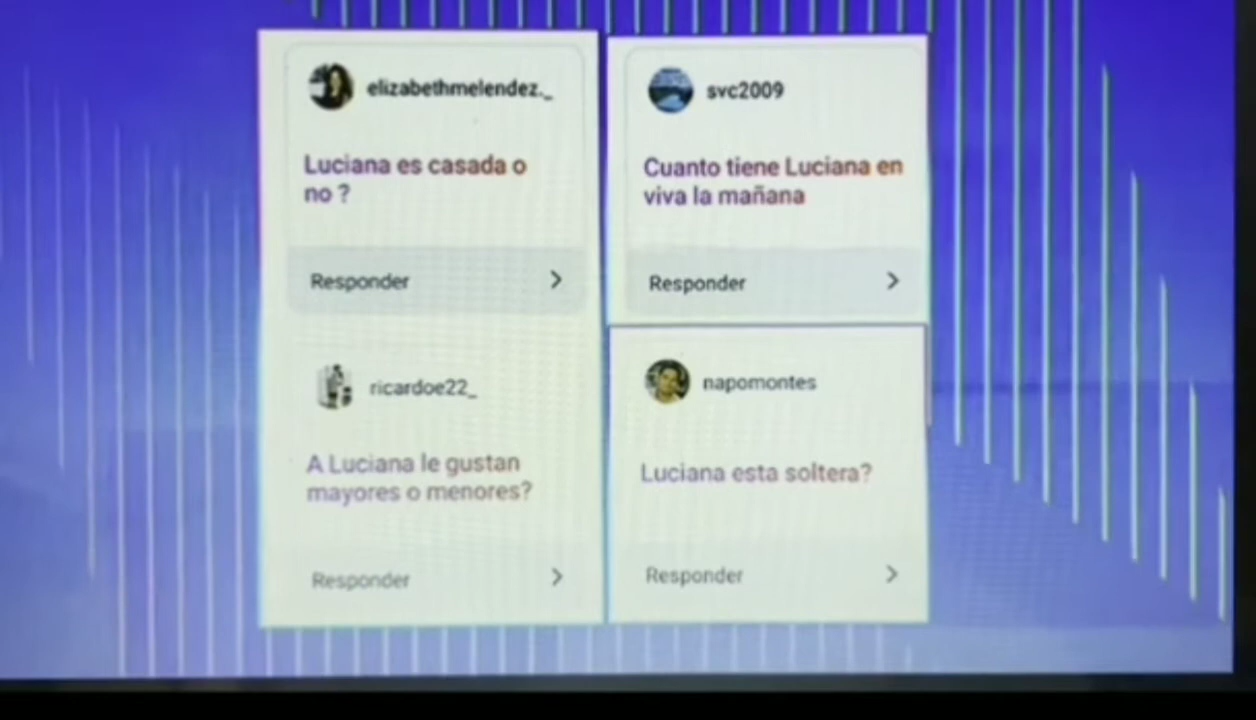 elizabethmelendez._
Luciana es casada o
no ?
Responder
svc2009
Cuanto tiene Luciana en
viva la mañana
Responder
ricardoe22_
A Luciana le gustan
mayores o menores?
Responder
napomontes
Luciana esta soltera?
Responder